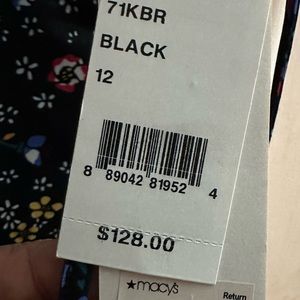 71KBR
BLACK
12
8 89042 81952 4
$128.00
★macy's
Return